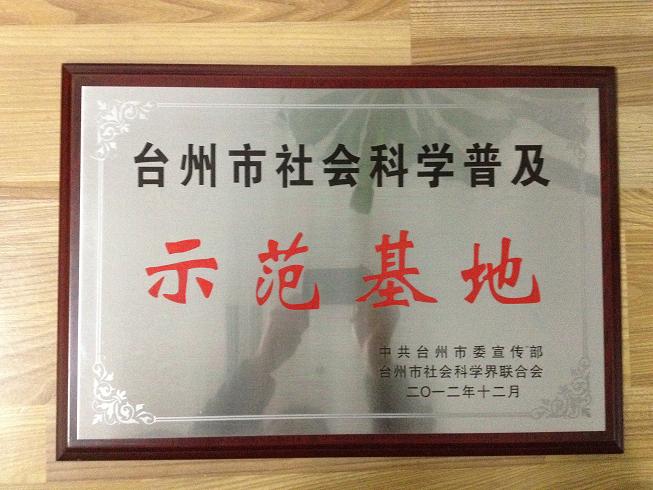 台州市社会科学普及
示范基地
中共台州市委宣传部
台州市社会科学界联合会
二〇一二年十二月